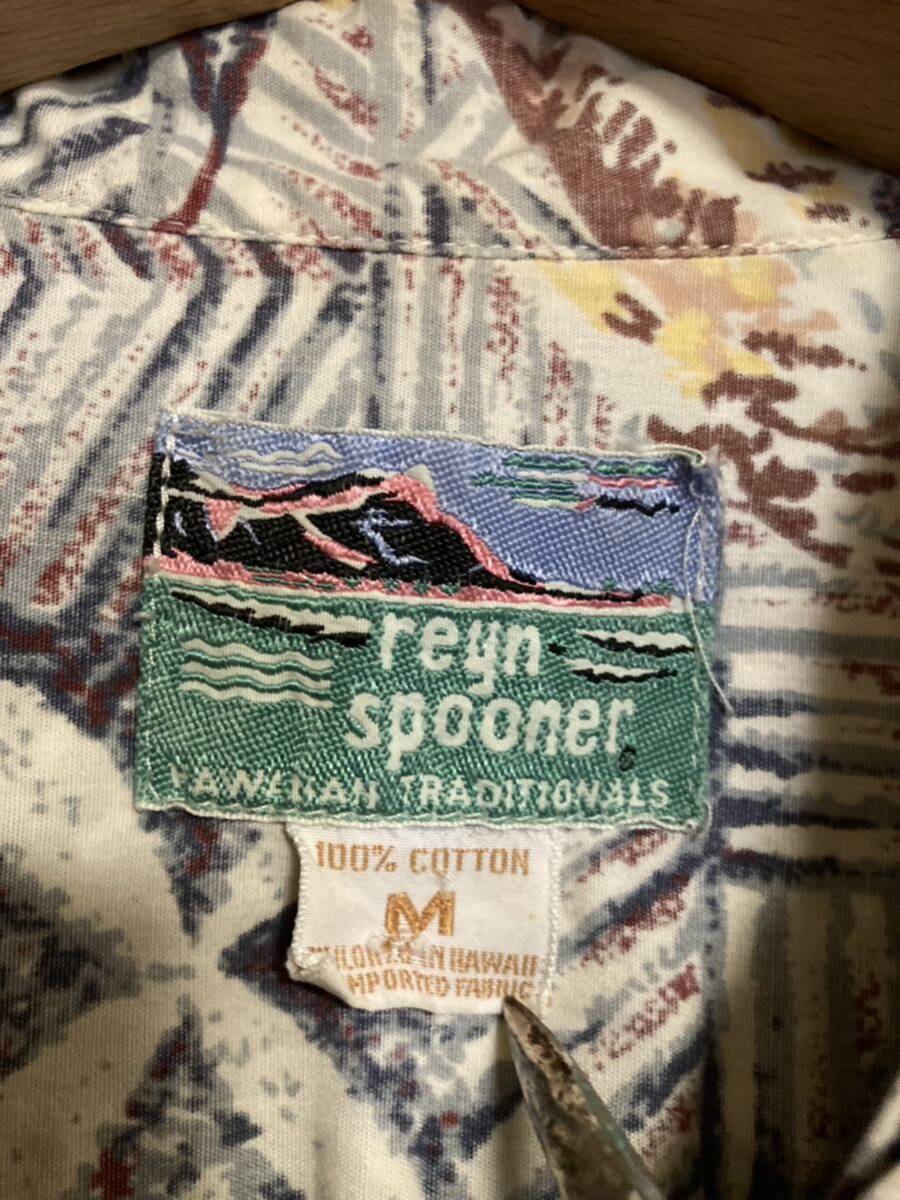 reyn
spooner
HAWAIIAN TRADITIONALS
100% COTTON
M
TAILORED IN HAWAII
IMPORTED FABRIC